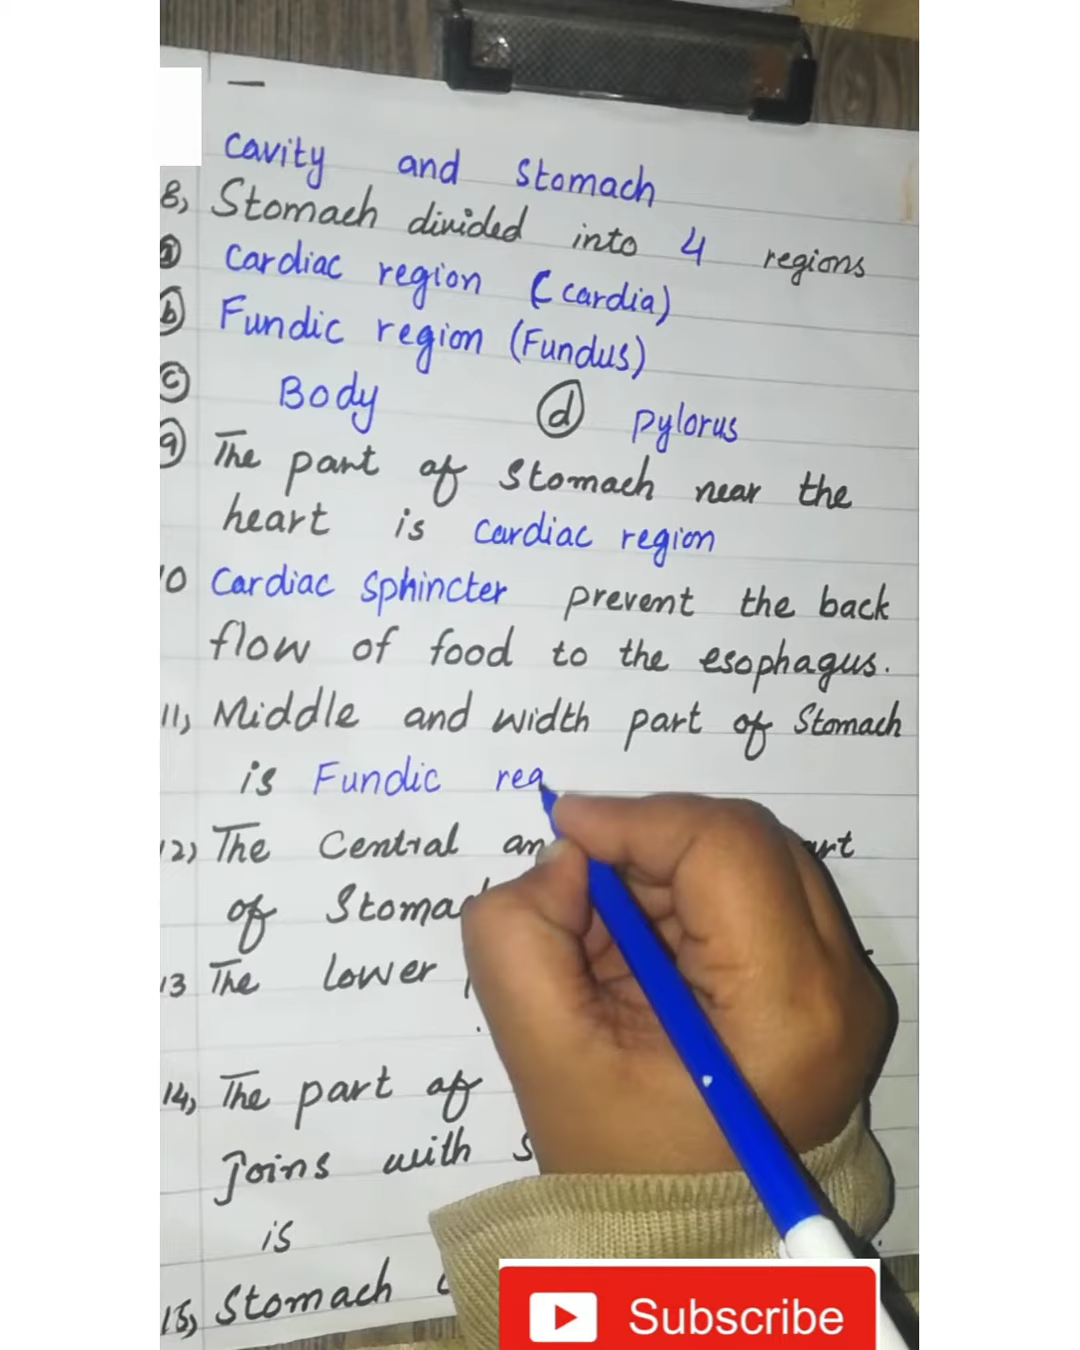 cavity and stomach
8, Stomach divided into 4 regions
a cardiac region (cardia)
b Fundic region (Fundus)
c Body d pylorus
9 The part of stomach near the
heart is cardiac region
10 Cardiac sphincter prevent the back
flow of food to the esophagus.
11, Middle and width part of stomach
is Fundic reg
12) The Central
of
13 The lower
14, The part of
Joins with
is
15, Stomach
Subscribe